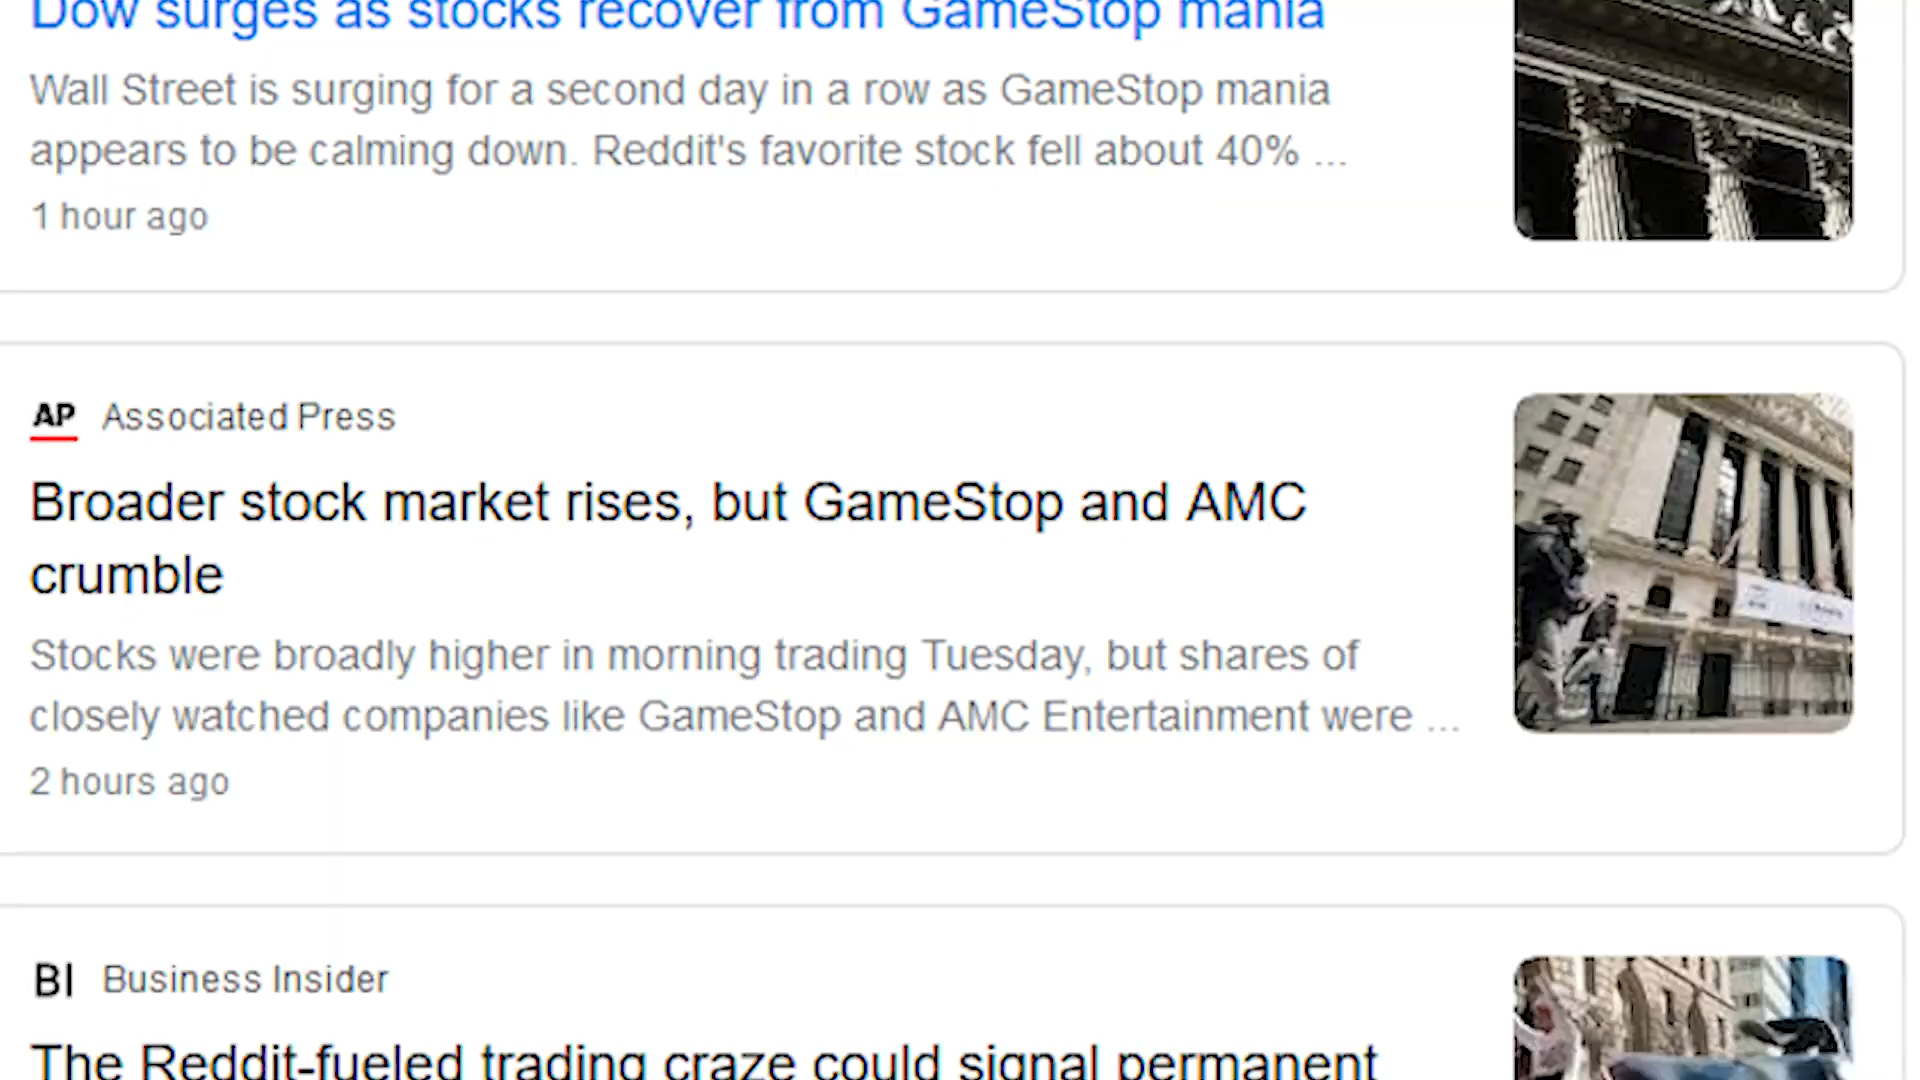 Dow surges as stocks recover from GameStop mania
Wall Street is surging for a second day in a row as GameStop mania
appears to be calming down. Reddit's favorite stock fell about 40% ...
1 hour ago
AP Associated Press
Broader stock market rises, but GameStop and AMC
crumble
Stocks were broadly higher in morning trading Tuesday, but shares of
closely watched companies like GameStop and AMC Entertainment were ...
2 hours ago
BI Business Insider
The Reddit-fueled trading craze could signal permanent